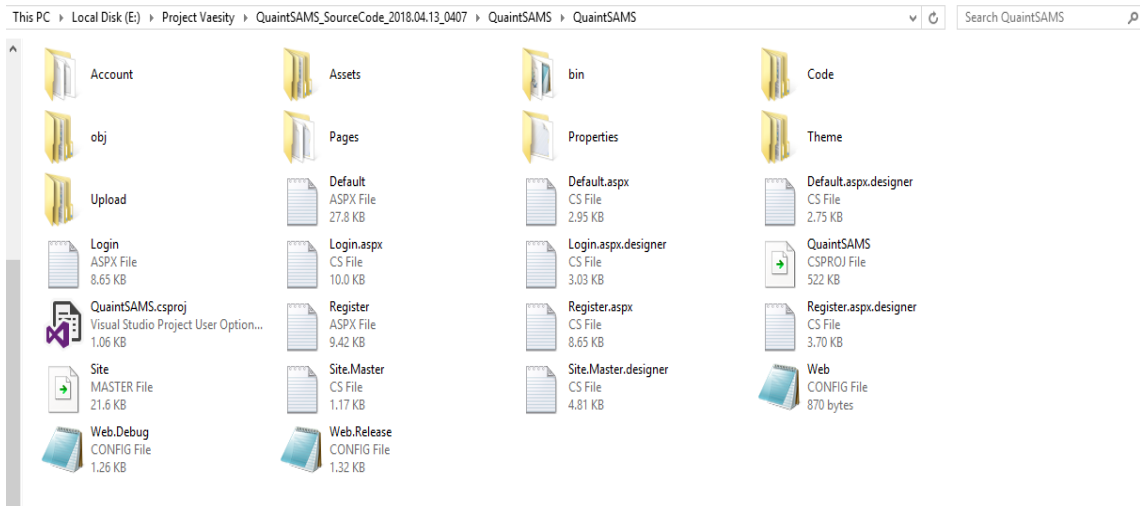 This PC › Local Disk (E:) › Project Vaesity › QuaintSAMS_SourceCode_2018.04.13_0407 › QuaintSAMS › QuaintSAMS
Search QuaintSAMS
Account
Assets
bin
Code
obj
Pages
Properties
Theme
Upload
Default
ASPX File
27.8 KB
Default.aspx
CS File
2.95 KB
Default.aspx.designer
CS File
2.75 KB
Login
ASPX File
8.65 KB
Login.aspx
CS File
10.0 KB
Login.aspx.designer
CS File
3.03 KB
QuaintSAMS
CSPROJ File
522 KB
QuaintSAMS.csproj
Visual Studio Project User Option...
1.06 KB
Register
ASPX File
9.42 KB
Register.aspx
CS File
8.65 KB
Register.aspx.designer
CS File
3.70 KB
Site
MASTER File
21.6 KB
Site.Master
CS File
1.17 KB
Site.Master.designer
CS File
4.81 KB
Web
CONFIG File
870 bytes
Web.Debug
CONFIG File
1.26 KB
Web.Release
CONFIG File
1.32 KB